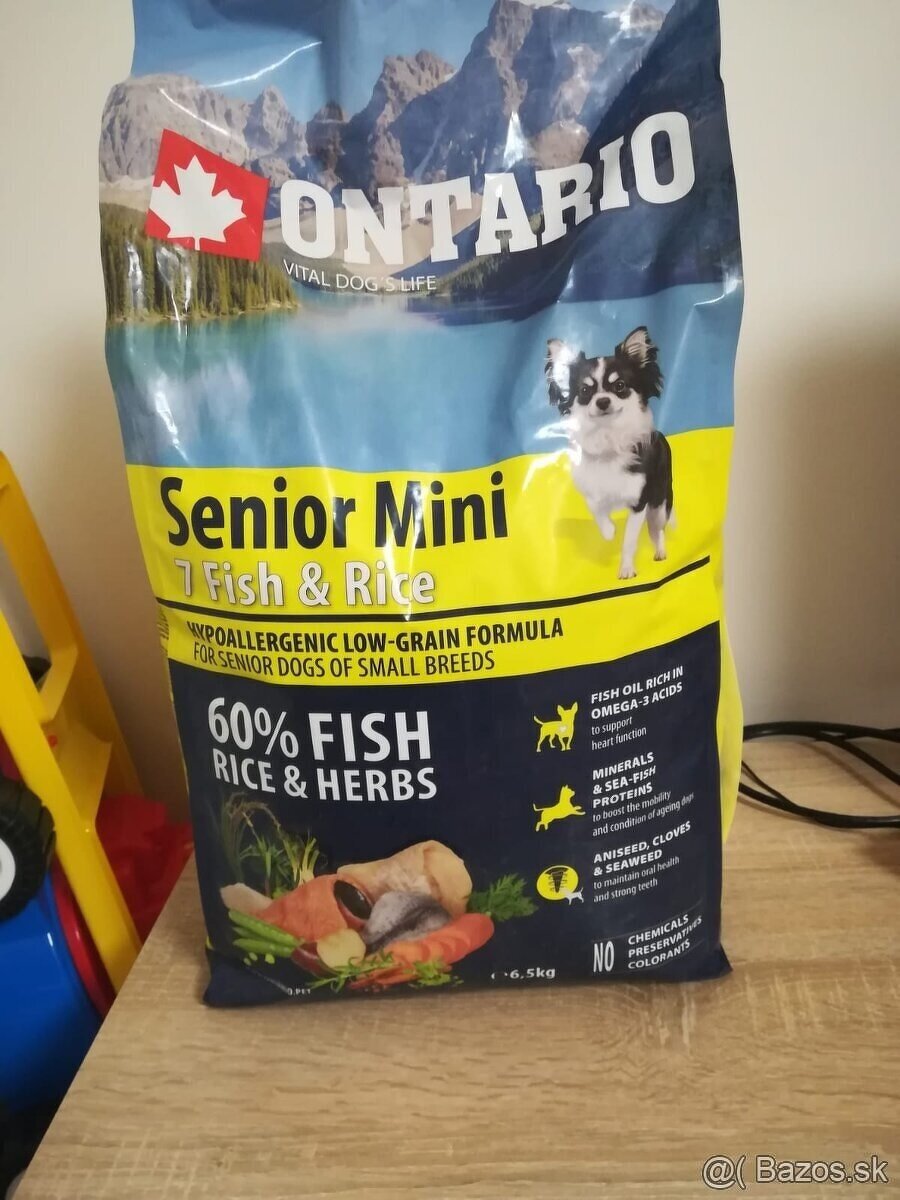 ONTARIO
VITAL DOG'S LIFE
Senior Mini
7 Fish & Rice
HYPOALLERGENIC LOW-GRAIN FORMULA
FOR SENIOR DOGS OF SMALL BREEDS
60% FISH
RICE & HERBS
FISH OIL RICH IN
OMEGA-3 ACIDS
to support
heart function
MINERALS
& SEA-FISH
PROTEINS
to boost the mobility
and condition of ageing dogs
ANISEED, CLOVES
& SEAWEED
to maintain oral health
and strong teeth
NO CHEMICALS
PRESERVATIVES
COLORANTS
6,5kg
@( Bazos.sk